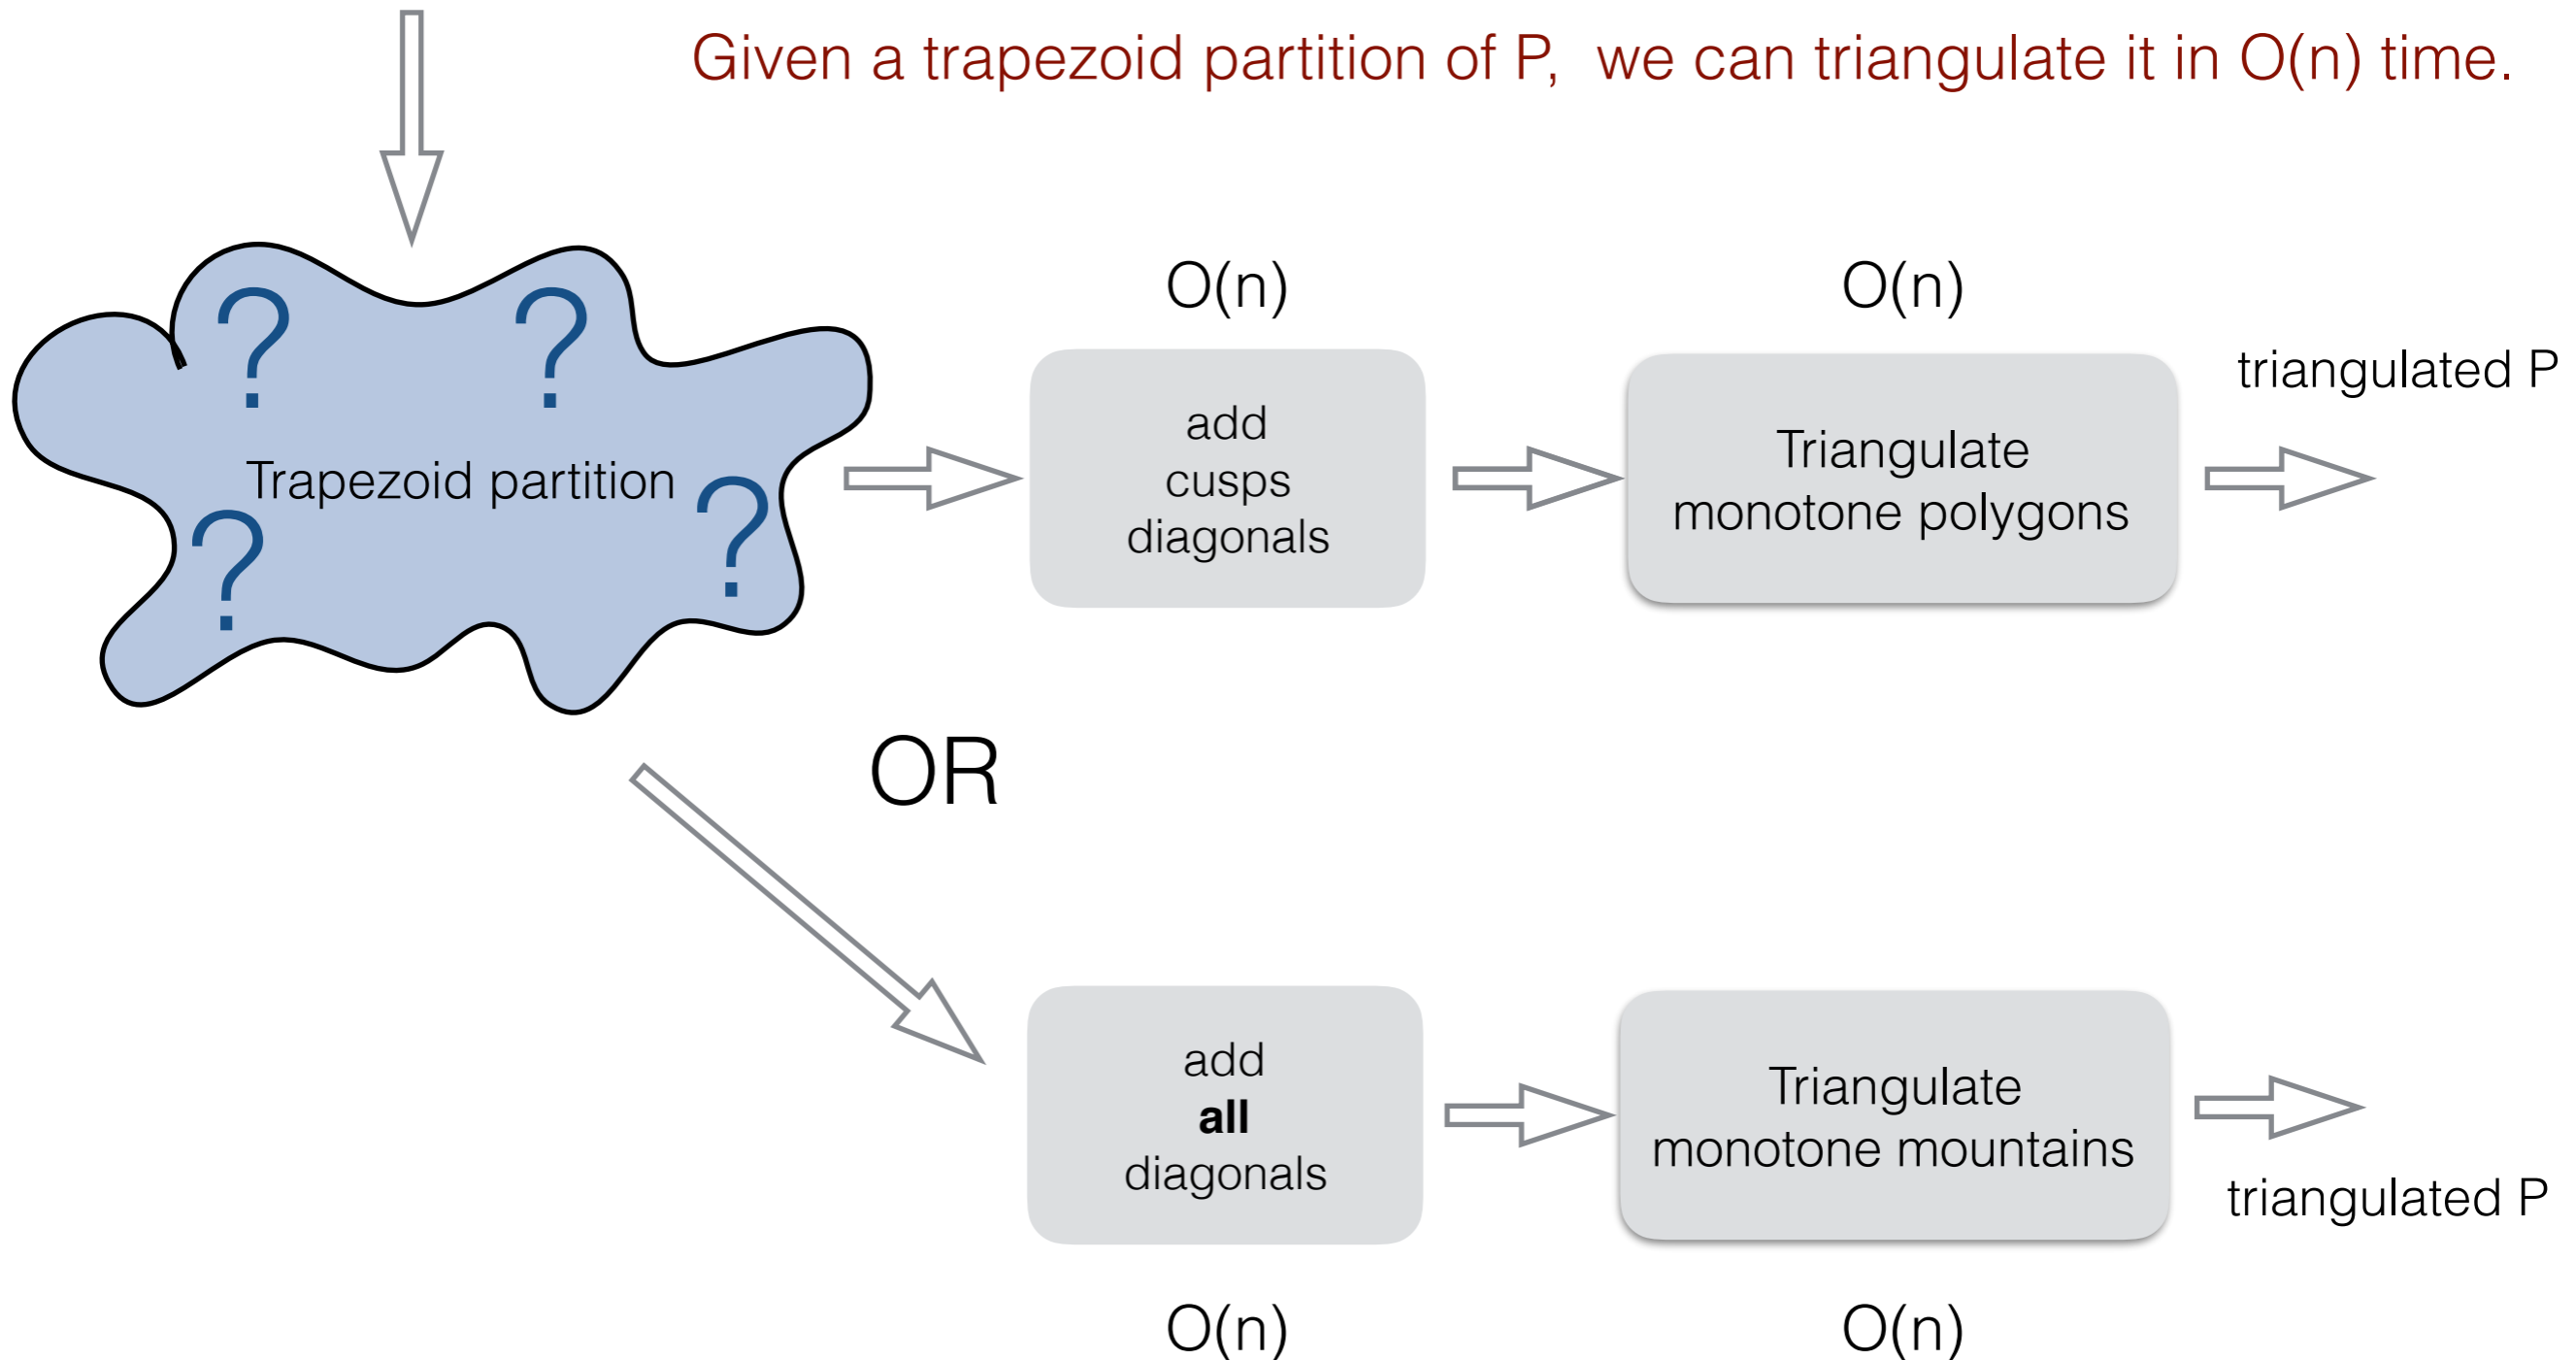 Given a trapezoid partition of P, we can triangulate it in O(n) time.
? ?
Trapezoid partition
? ?
O(n)
add
cusps
diagonals
O(n)
Triangulate
monotone polygons
triangulated P
OR
add
all
diagonals
O(n)
Triangulate
monotone mountains
O(n)
triangulated P